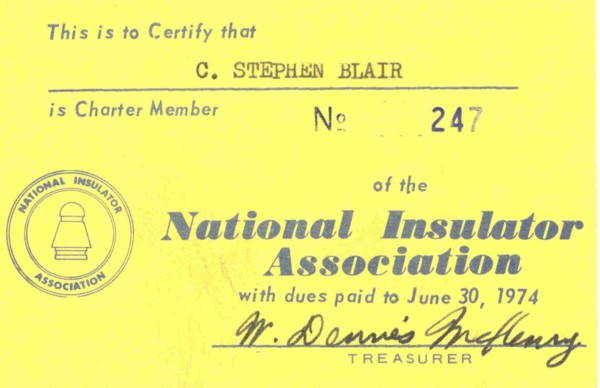 This is to Certify that
C. STEPHEN BLAIR
is Charter Member
№ 247
of the
NATIONAL INSULATOR
ASSOCIATION
National Insulator
Association
with dues paid to June 30, 1974
W. Dennis McHenry
TREASURER